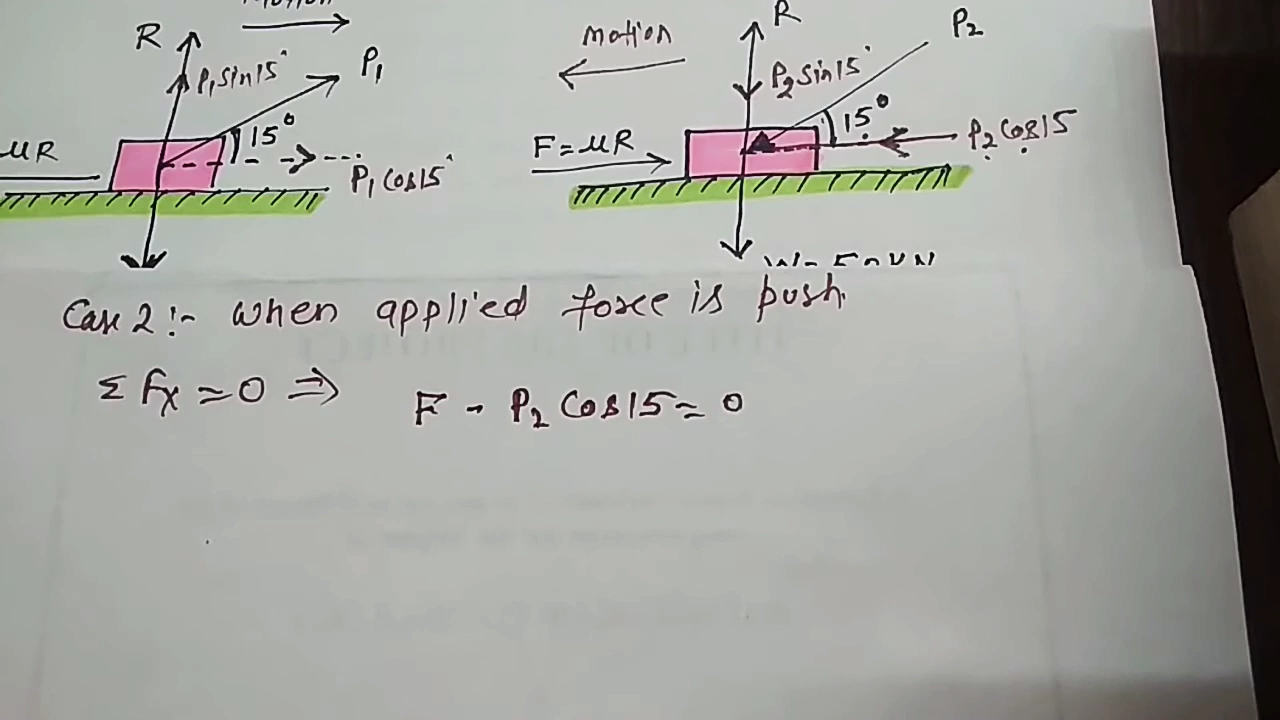 motion
R
P₁ sin15°
P₁
15°
μR
P₁ cos15°
motion
R
P₂
P₂ sin15°
15°
F=μR
P₂ cos15
Case 2:- when applied force is push
Σ Fx = 0 ⇒ F - P₂ cos15 = 0